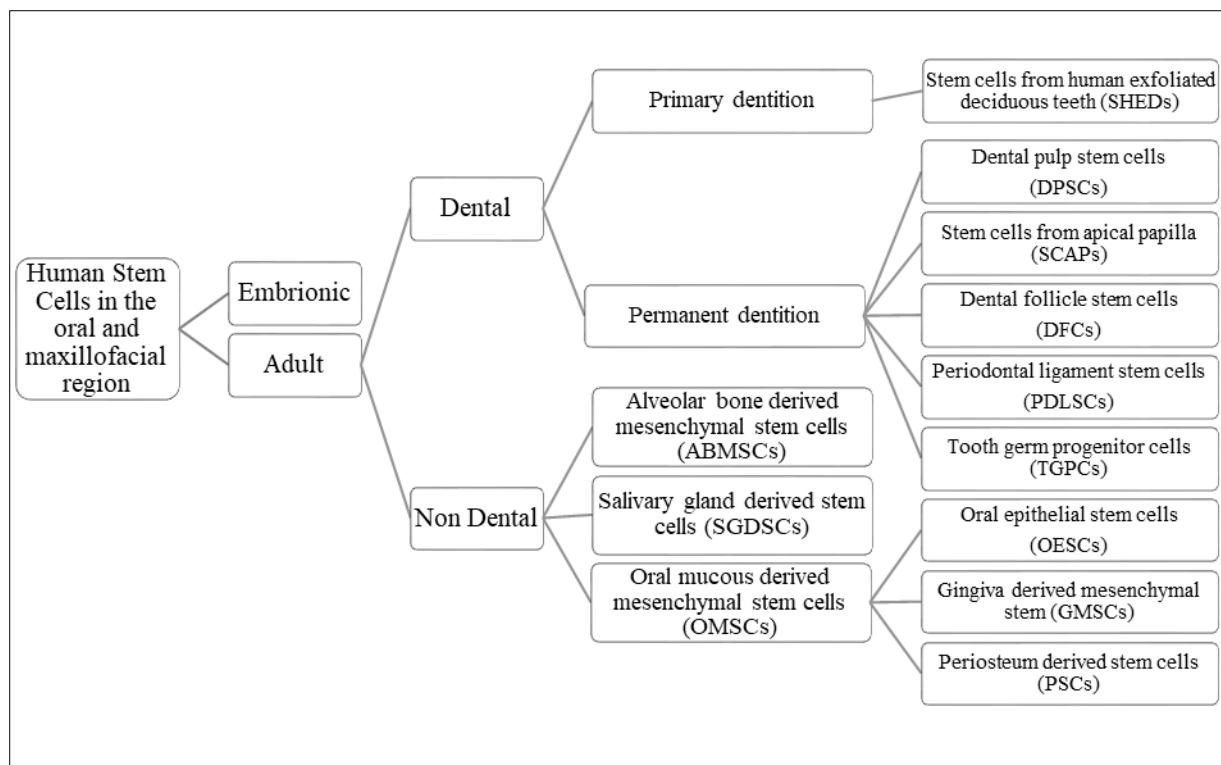 Human Stem
Cells in the
oral and
maxillofacial
region
Embrionic
Adult
Dental
Non Dental
Primary dentition
Permanent dentition
Alveolar bone derived
mesenchymal stem cells
(ABMSCs)
Salivary gland derived stem
cells (SGDSCs)
Oral mucous derived
mesenchymal stem cells
(OMSCs)
Stem cells from human exfoliated
deciduous teeth (SHEDs)
Dental pulp stem cells
(DPSCs)
Stem cells from apical papilla
(SCAPs)
Dental follicle stem cells
(DFCs)
Periodontal ligament stem cells
(PDLSCs)
Tooth germ progenitor cells
(TGPCs)
Oral epithelial stem cells
(OESCs)
Gingiva derived mesenchymal
stem (GMSCs)
Periosteum derived stem cells
(PSCs)